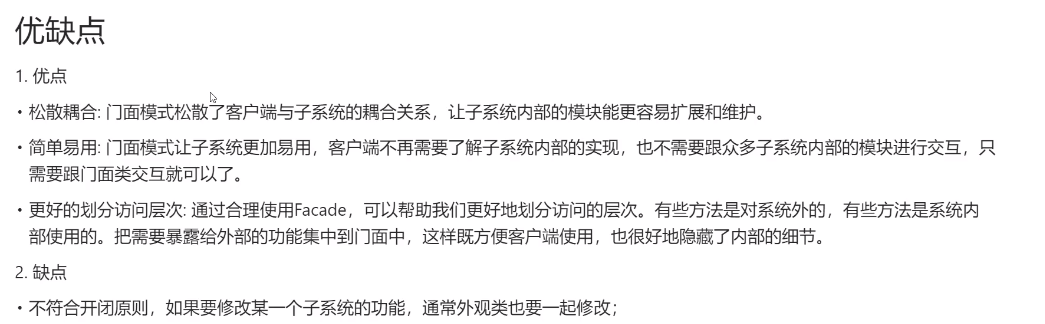 优缺点
1. 优点
• 松散耦合: 门面模式松散了客户端与子系统的耦合关系，让子系统内部的模块能更容易扩展和维护。
• 简单易用: 门面模式让子系统更加易用，客户端不再需要了解子系统内部的实现，也不需要跟众多子系统内部的模块进行交互，只
需要跟门面类交互就可以了。
• 更好的划分访问层次: 通过合理使用Facade，可以帮助我们更好地划分访问的层次。有些方法是对系统外的，有些方法是系统内
部使用的。把需要暴露给外部的功能集中到门面中，这样既方便客户端使用，也很好地隐藏了内部的细节。
2. 缺点
• 不符合开闭原则，如果要修改某一个子系统的功能，通常外观类也要一起修改；